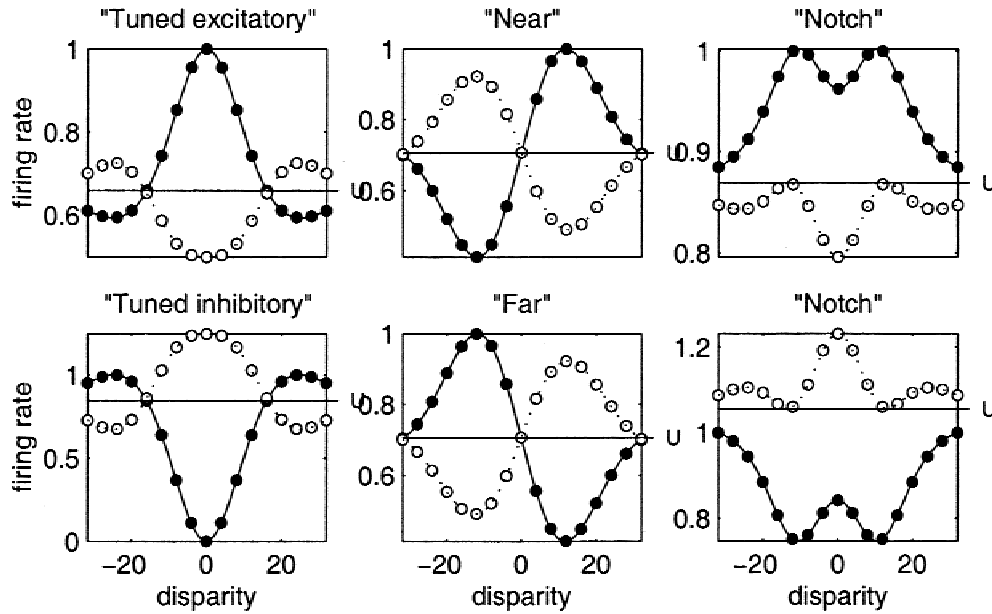 "Tuned excitatory"
"Near"
"Notch"
firing rate
1
0.8
0.6
U
1
0.8
0.6
U
1
0.9
0.8
U
"Tuned inhibitory"
"Far"
"Notch"
firing rate
1
0.5
0
U
1
0.8
0.6
U
1.2
1
0.8
U
−20 0 20
−20 0 20
−20 0 20
disparity
disparity
disparity